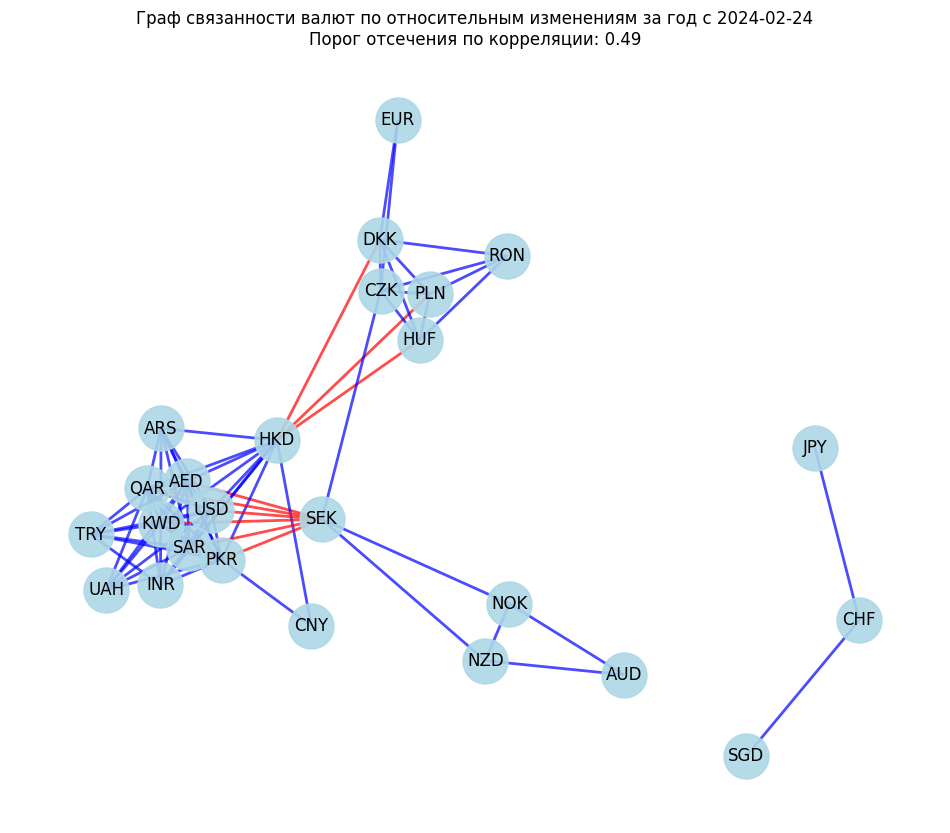 Граф связанности валют по относительным изменениям за год с 2024-02-24
Порог отсечения по корреляции: 0.49
EUR
DKK
RON
CZK
PLN
HUF
ARS
HKD
JPY
AED
QAR
USD
SEK
KWD
TRY
SAR
PKR
INR
UAH
NOK
CHF
CNY
NZD
AUD
SGD